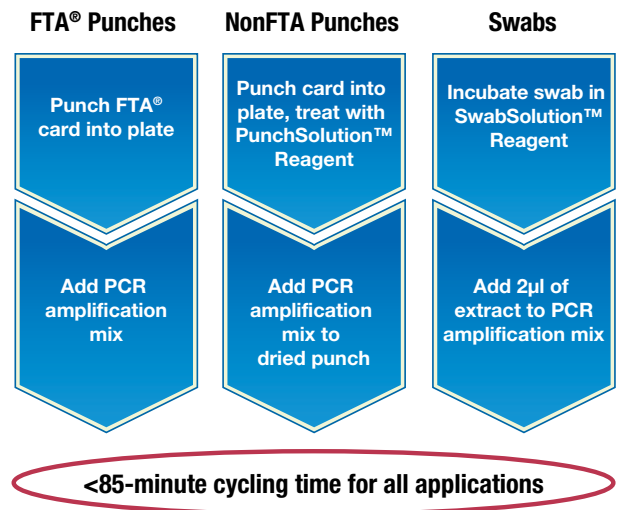 FTA® Punches
Punch FTA®
card into plate
Add PCR
amplification
mix
NonFTA Punches
Punch card into
plate, treat with
PunchSolution™
Reagent
Add PCR
amplification
mix to
dried punch
Swabs
Incubate swab in
SwabSolution™
Reagent
Add 2µl of
extract to PCR
amplification mix
<85-minute cycling time for all applications